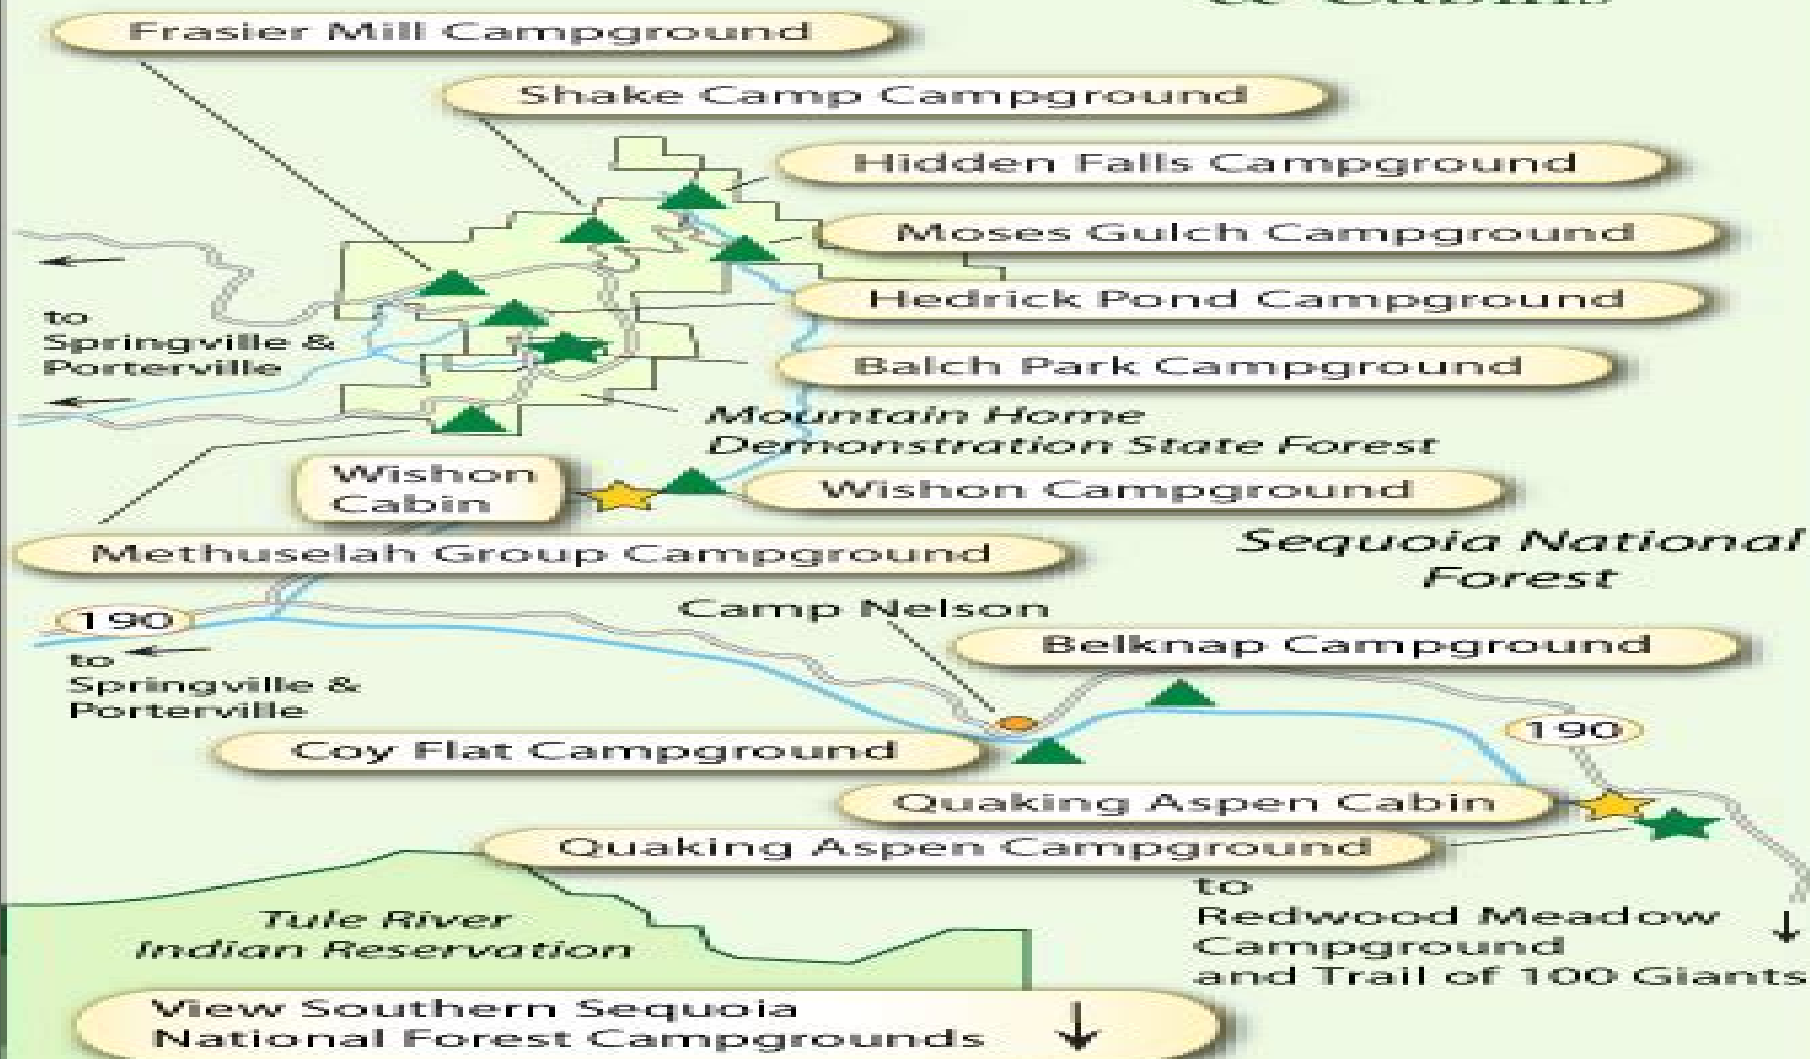 Frasier Mill Campground
Shake Camp Campground
Hidden Falls Campground
Moses Gulch Campground
Hedrick Pond Campground
to
Springville &
Porterville
Balch Park Campground
Mountain Home
Demonstration State Forest
Wishon
Cabin
Wishon Campground
Methuselah Group Campground
Sequoia National
Forest
190
Camp Nelson
to
Springville &
Porterville
Belknap Campground
190
Coy Flat Campground
Quaking Aspen Cabin
Quaking Aspen Campground
to
Redwood Meadow
Campground
and Trail of 100 Giants
Tule River
Indian Reservation
View Southern Sequoia
National Forest Campgrounds